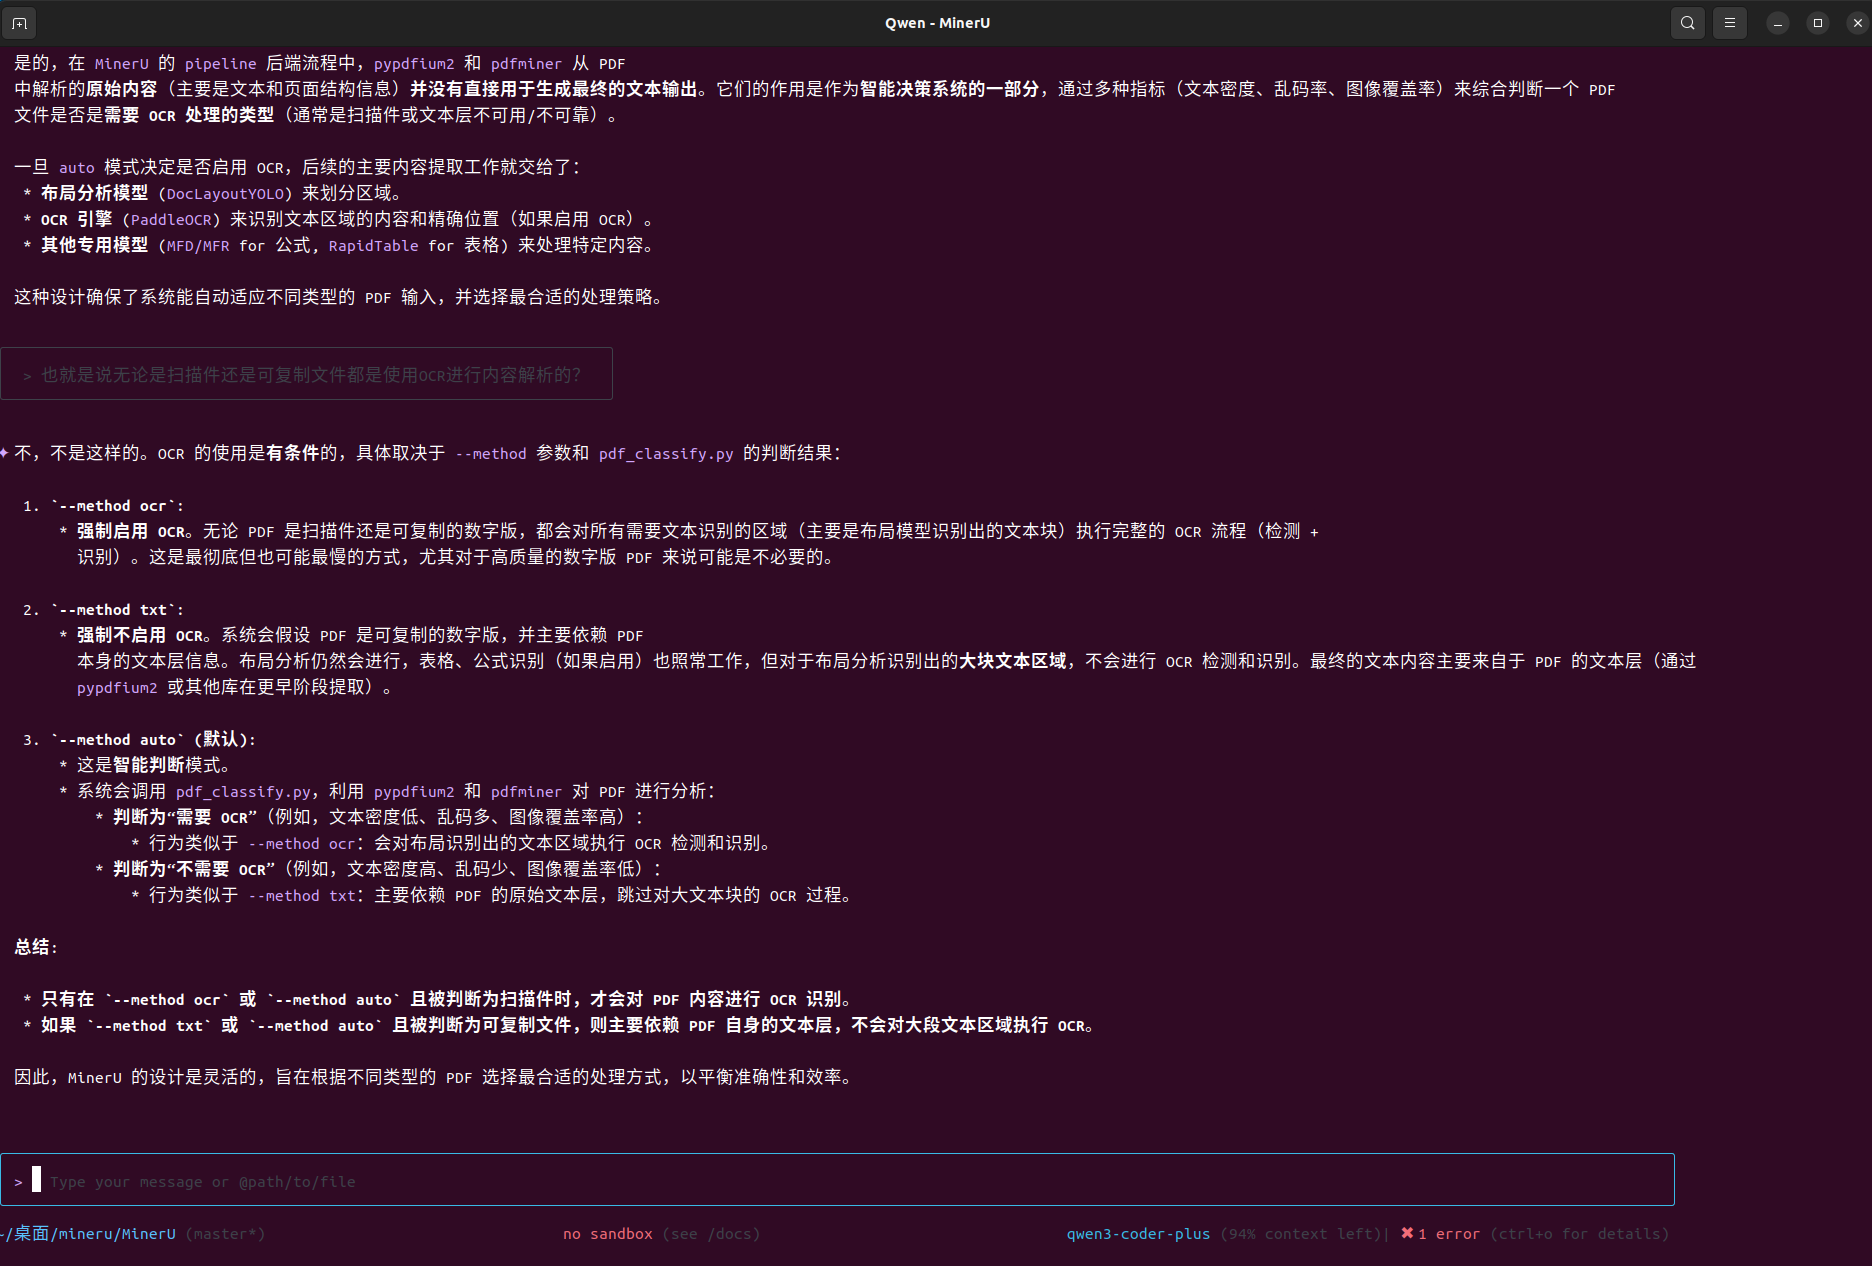 Qwen - MinerU
是的，在 MinerU 的 pipeline 后端流程中，pypdfium2 和 pdfminer 从 PDF
中解析的原始内容（主要是文本和页面结构信息）并没有直接用于生成最终的文本输出。它们的作用是作为智能决策系统的一部分，通过多种指标（文本密度、乱码率、图像覆盖率）来综合判断一个 PDF
文件是否是需要 OCR 处理的类型（通常是扫描件或文本层不可用/不可靠）。
一旦 auto 模式决定是否启用 OCR，后续的主要内容提取工作就交给了：
* 布局分析模型 (DocLayoutYOLO) 来划分区域。
* OCR 引擎 (PaddleOCR) 来识别文本区域的内容和精确位置（如果启用 OCR）。
* 其他专用模型 (MFD/MFR for 公式, RapidTable for 表格) 来处理特定内容。
这种设计确保了系统能自动适应不同类型的 PDF 输入，并选择最合适的处理策略。
> 也就是说无论是扫描件还是可复制文件都是使用OCR进行内容解析的？
✦ 不，不是这样的。OCR 的使用是有条件的，具体取决于 --method 参数和 pdf_classify.py 的判断结果：
1. `--method ocr`:
* 强制启用 OCR。无论 PDF 是扫描件还是可复制的数字版，都会对所有需要文本识别的区域（主要是布局模型识别出的文本块）执行完整的 OCR 流程（检测 +
识别）。这是最彻底但也可能最慢的方式，尤其对于高质量的数字版 PDF 来说可能是不必要的。
2. `--method txt`:
* 强制不启用 OCR。系统会假设 PDF 是可复制的数字版，并主要依赖 PDF
本身的文本层信息。布局分析仍然会进行，表格、公式识别（如果启用）也照常工作，但对于布局分析识别出的大块文本区域，不会进行 OCR 检测和识别。最终的文本内容主要来自于 PDF 的文本层（通过
pypdfium2 或其他库在更早阶段提取）。
3. `--method auto` (默认):
* 这是智能判断模式。
* 系统会调用 pdf_classify.py，利用 pypdfium2 和 pdfminer 对 PDF 进行分析：
* 判断为“需要 OCR”（例如，文本密度低、乱码多、图像覆盖率高）：
* 行为类似于 --method ocr：会对布局识别出的文本区域执行 OCR 检测和识别。
* 判断为“不需要 OCR”（例如，文本密度高、乱码少、图像覆盖率低）：
* 行为类似于 --method txt：主要依赖 PDF 的原始文本层，跳过对大文本块的 OCR 过程。
总结:
* 只有在 `--method ocr` 或 `--method auto` 且被判断为扫描件时，才会对 PDF 内容进行 OCR 识别。
* 如果 `--method txt` 或 `--method auto` 且被判断为可复制文件，则主要依赖 PDF 自身的文本层，不会对大段文本区域执行 OCR。
因此，MinerU 的设计是灵活的，旨在根据不同类型的 PDF 选择最合适的处理方式，以平衡准确性和效率。
> Type your message or @path/to/file
~/桌面/mineru/MinerU (master*) no sandbox (see /docs) qwen3-coder-plus (94% context left)| ✖ 1 error (ctrl+o for details)